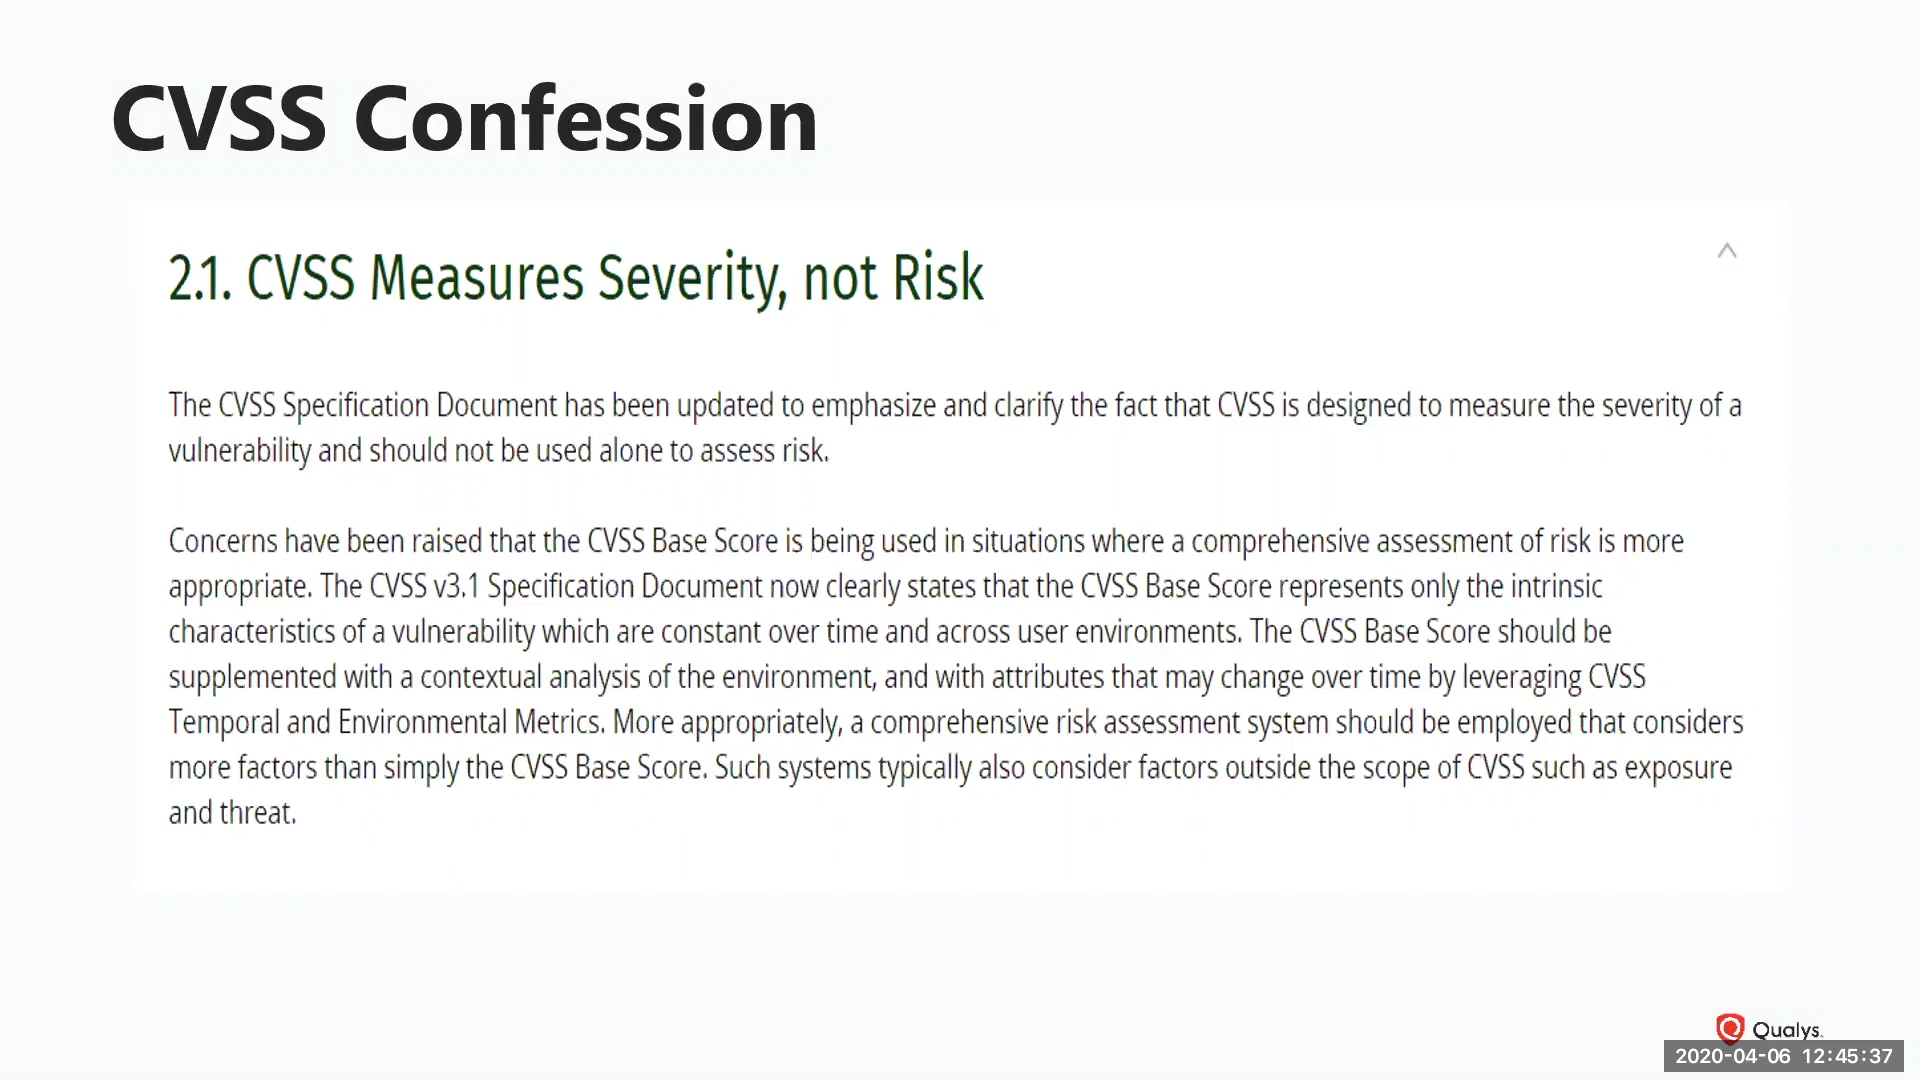 CVSS Confession
2.1. CVSS Measures Severity, not Risk
The CVSS Specification Document has been updated to emphasize and clarify the fact that CVSS is designed to measure the severity of a
vulnerability and should not be used alone to assess risk.
Concerns have been raised that the CVSS Base Score is being used in situations where a comprehensive assessment of risk is more
appropriate. The CVSS v3.1 Specification Document now clearly states that the CVSS Base Score represents only the intrinsic
characteristics of a vulnerability which are constant over time and across user environments. The CVSS Base Score should be
supplemented with a contextual analysis of the environment, and with attributes that may change over time by leveraging CVSS
Temporal and Environmental Metrics. More appropriately, a comprehensive risk assessment system should be employed that considers
more factors than simply the CVSS Base Score. Such systems typically also consider factors outside the scope of CVSS such as exposure
and threat.
Qualys.
2020-04-06 12:45:37